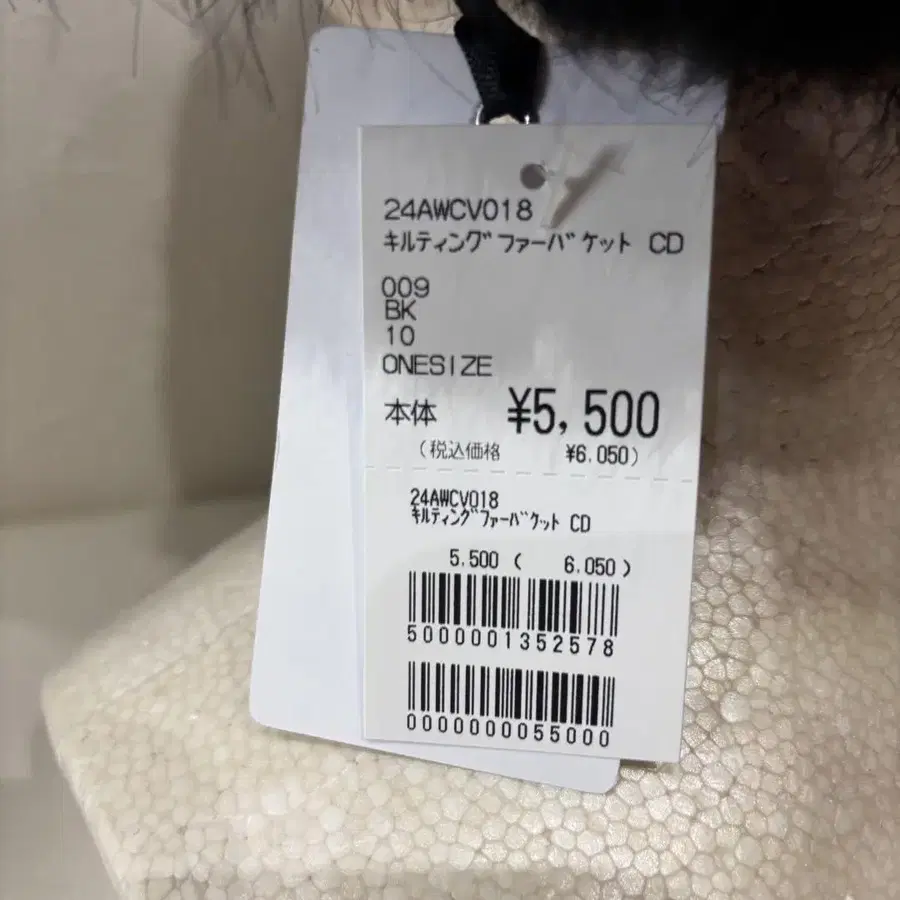 24AWCV018
キルティングファーバケット CD
009
BK
10
ONESIZE
本体 ¥5,500
(税込価格 ¥6.050)
24AWCV018
ｷﾙﾃｨﾝｸﾞﾌｧｰﾊﾞｹｯﾄ CD
5.500 ( 6.050 )
5000001352578
0000000055000